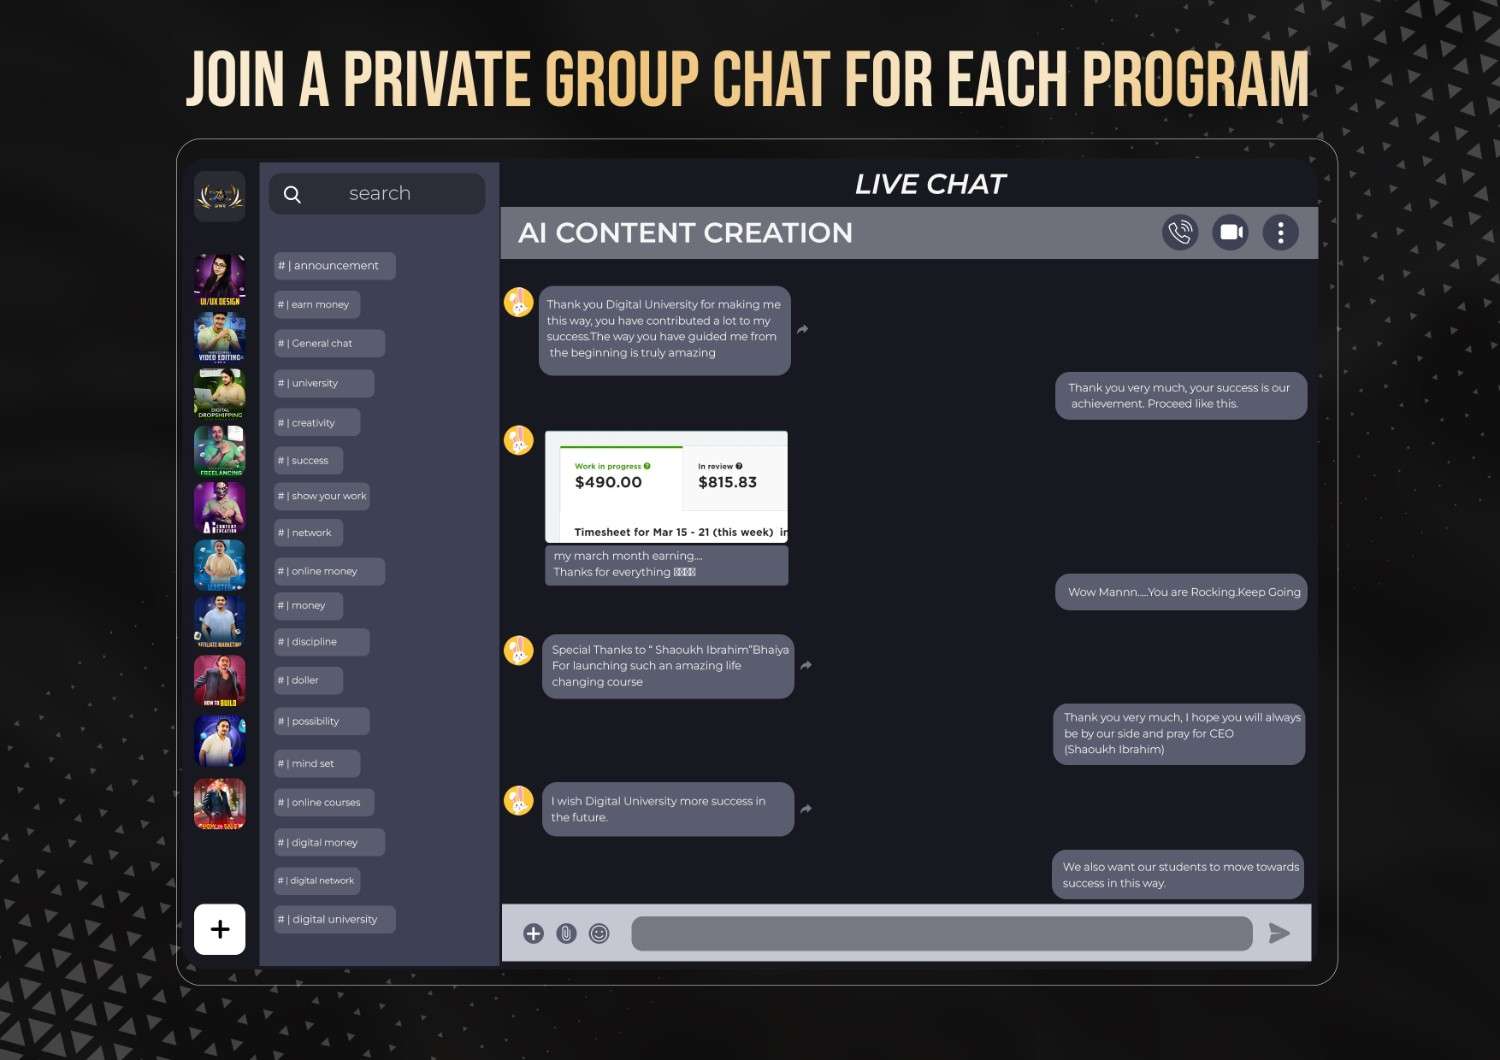 JOIN A PRIVATE GROUP CHAT FOR EACH PROGRAM
search
LIVE CHAT
AI CONTENT CREATION
UI/UX DESIGN
VIDEO EDITING
DIGITAL
DROPSHIPPING
FREELANCING
Ai CONTENT
CREATION
AFFILIATE MARKETING
HOW TO BUILD
# | announcement
# | earn money
# | General chat
# | university
# | creativity
# | success
# | show your work
# | network
# | online money
# | money
# | discipline
# | doller
# | possibility
# | mind set
# | online courses
# | digital money
# | digital network
# | digital university
Thank you Digital University for making me
this way, you have contributed a lot to my
success.The way you have guided me from
the beginning is truly amazing
Thank you very much, your success is our
achievement. Proceed like this.
Work in progress
In review
$490.00
$815.83
Timesheet for Mar 15 - 21 (this week) in
my march month earning....
Thanks for everything
Wow Mannn.....You are Rocking.Keep Going
Special Thanks to “ Shaoukh Ibrahim”Bhaiya
For launching such an amazing life
changing course
Thank you very much, I hope you will always
be by our side and pray for CEO
(Shaoukh Ibrahim)
I wish Digital University more success in
the future.
We also want our students to move towards
success in this way.